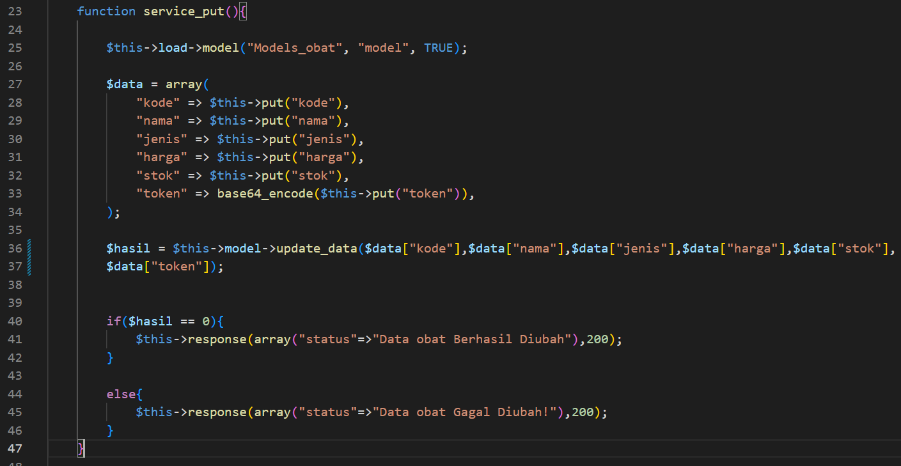 23 function service_put(){
24
25 $this->load->model("Models_obat", "model", TRUE);
26
27 $data = array(
28 "kode" => $this->put("kode"),
29 "nama" => $this->put("nama"),
30 "jenis" => $this->put("jenis"),
31 "harga" => $this->put("harga"),
32 "stok" => $this->put("stok"),
33 "token" => base64_encode($this->put("token")),
34 );
35
36 $hasil = $this->model->update_data($data["kode"],$data["nama"],$data["jenis"],$data["harga"],$data["stok"],
37 $data["token"]);
38
39
40 if($hasil == 0){
41 $this->response(array("status"=>"Data obat Berhasil Diubah"),200);
42 }
43
44 else{
45 $this->response(array("status"=>"Data obat Gagal Diubah!"),200);
46 }
47 }